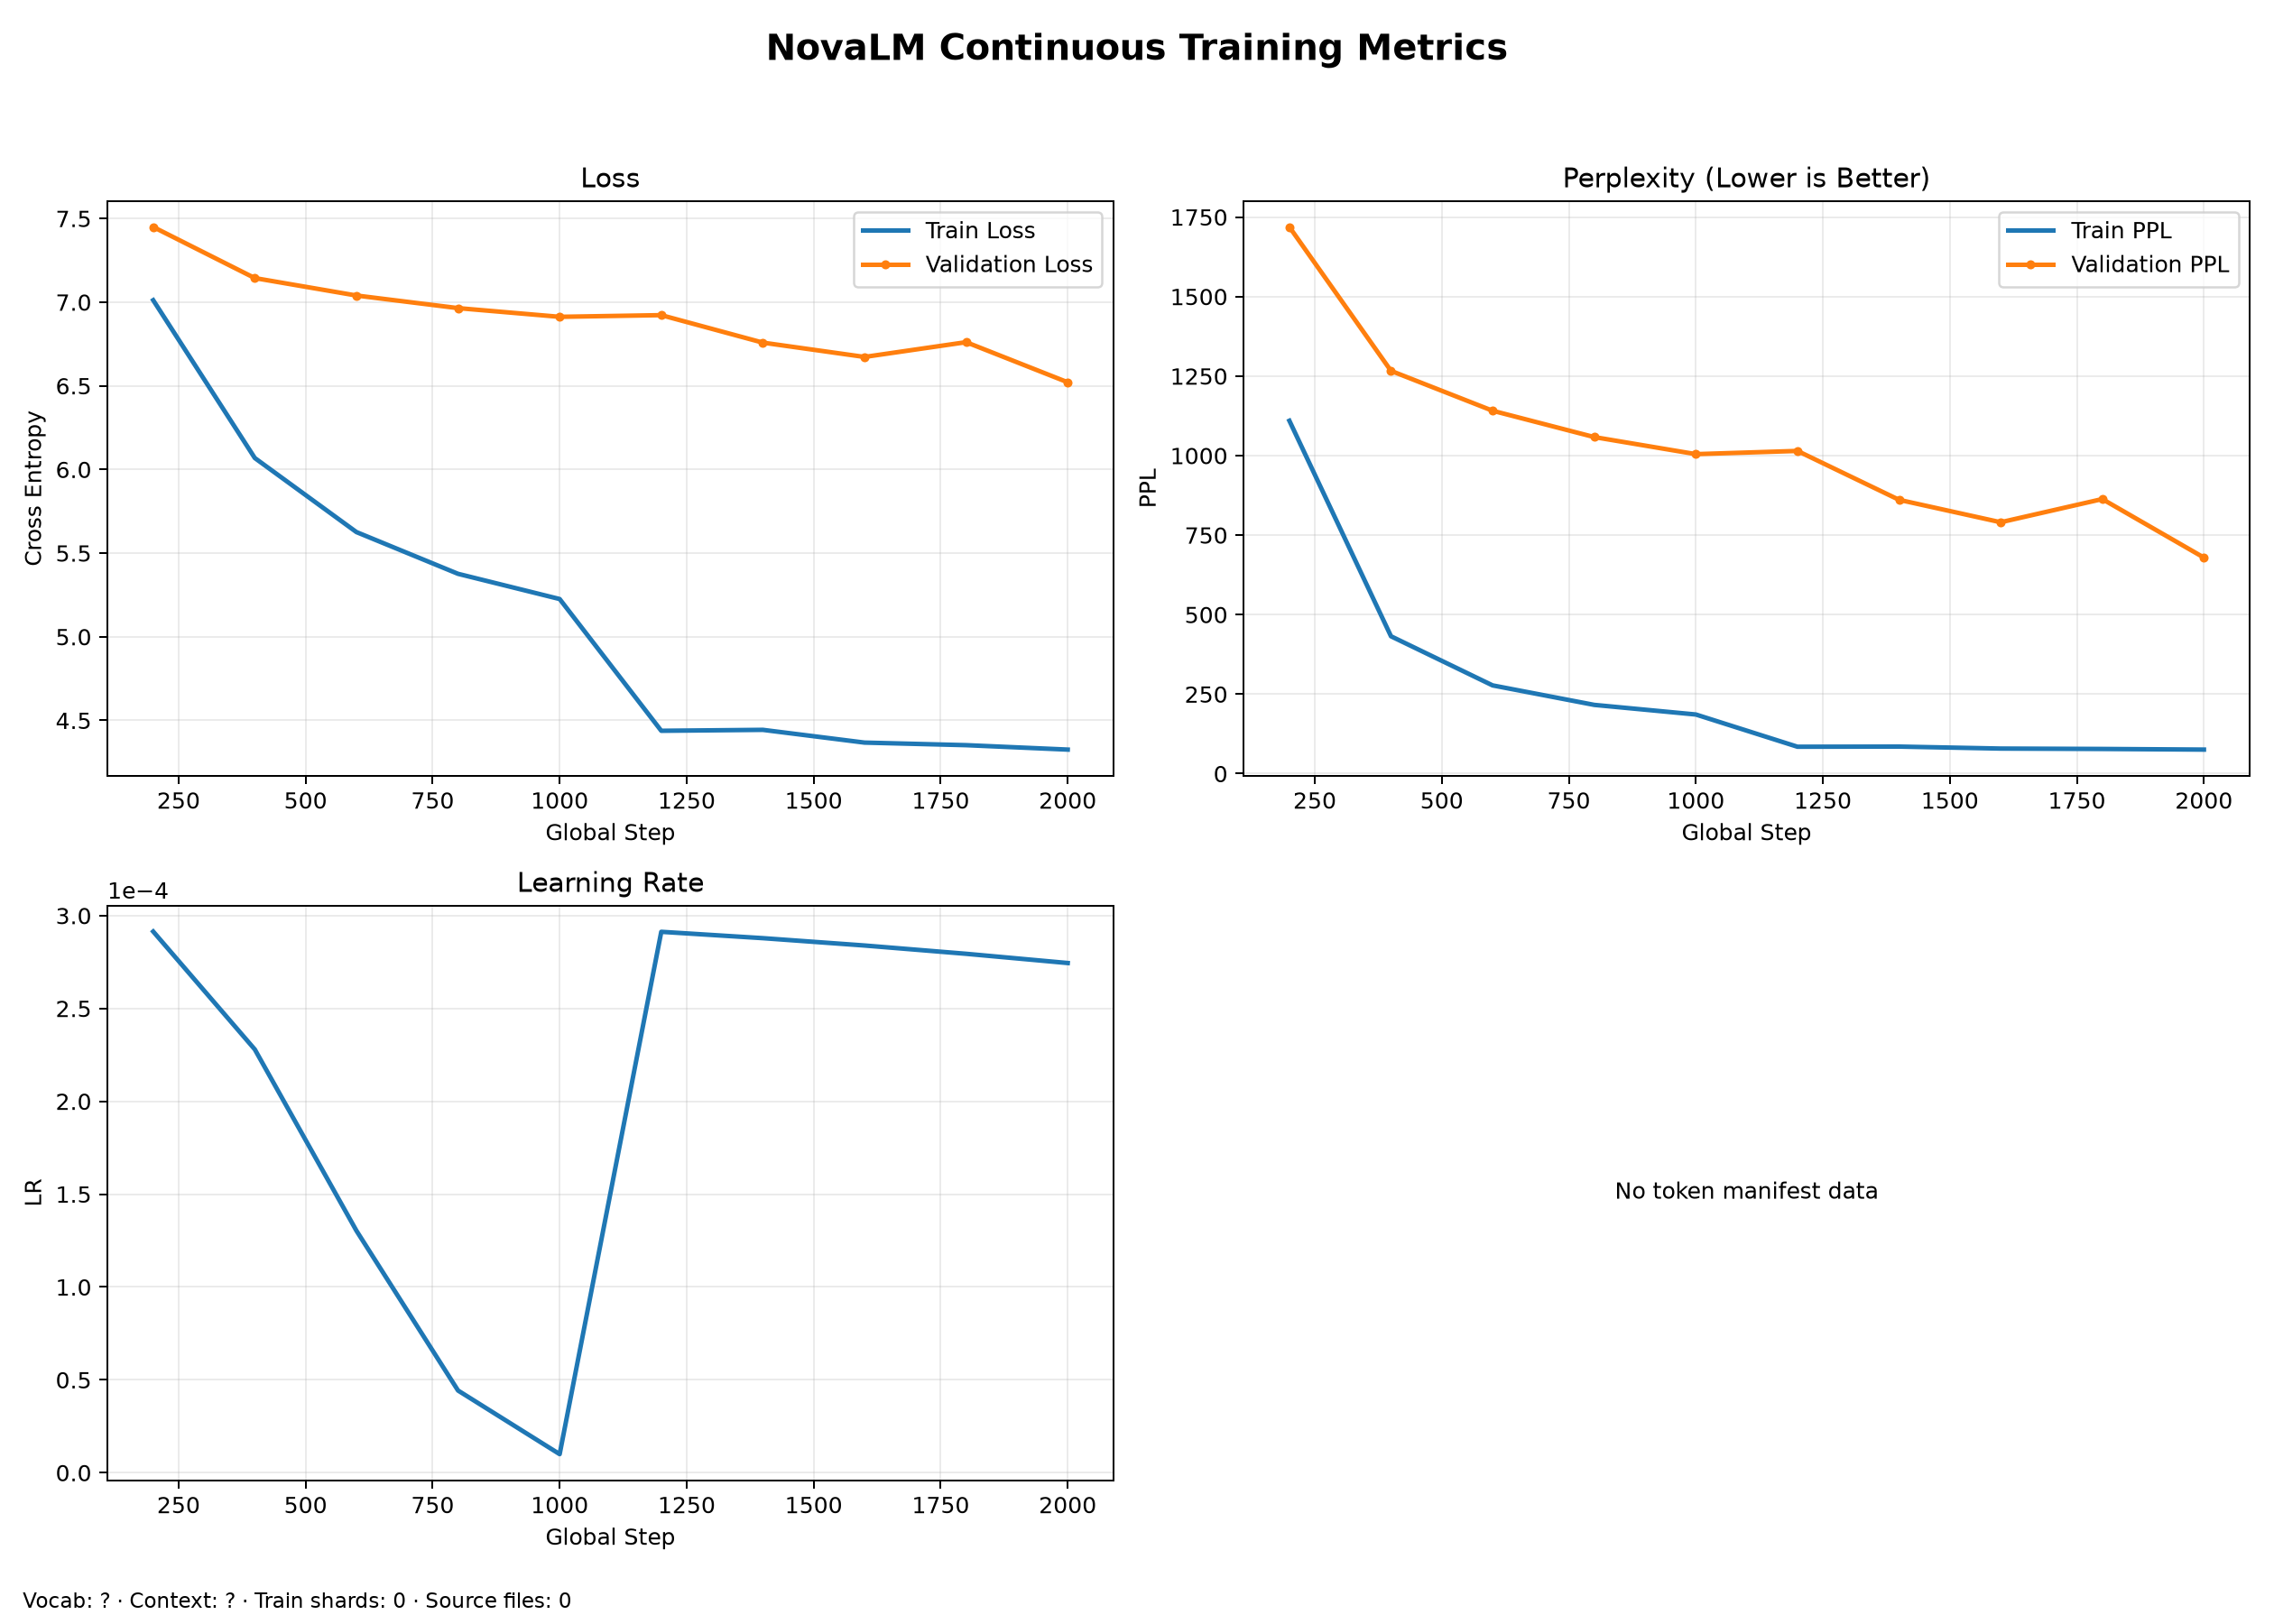 NovaLM Continuous Training Metrics
Loss
7.5
7.0
6.5
6.0
5.5
5.0
4.5
Cross Entropy
Train Loss
Validation Loss
250 500 750 1000 1250 1500 1750 2000
Global Step
Perplexity (Lower is Better)
1750
1500
1250
1000
750
500
250
0
PPL
Train PPL
Validation PPL
250 500 750 1000 1250 1500 1750 2000
Global Step
Learning Rate
1e−4
3.0
2.5
2.0
1.5
1.0
0.5
0.0
LR
250 500 750 1000 1250 1500 1750 2000
Global Step
No token manifest data
Vocab: ? · Context: ? · Train shards: 0 · Source files: 0